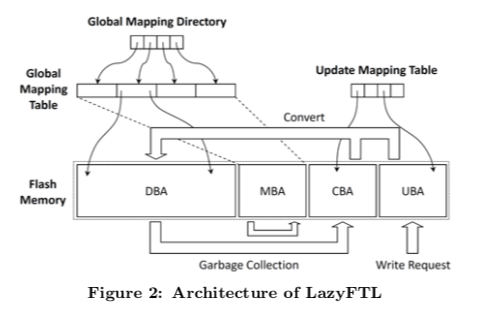 Global Mapping Directory
Global
Mapping
Table
Update Mapping Table
Convert
Flash
Memory
DBA
MBA
CBA
UBA
Garbage Collection
Write Request
Figure 2: Architecture of LazyFTL